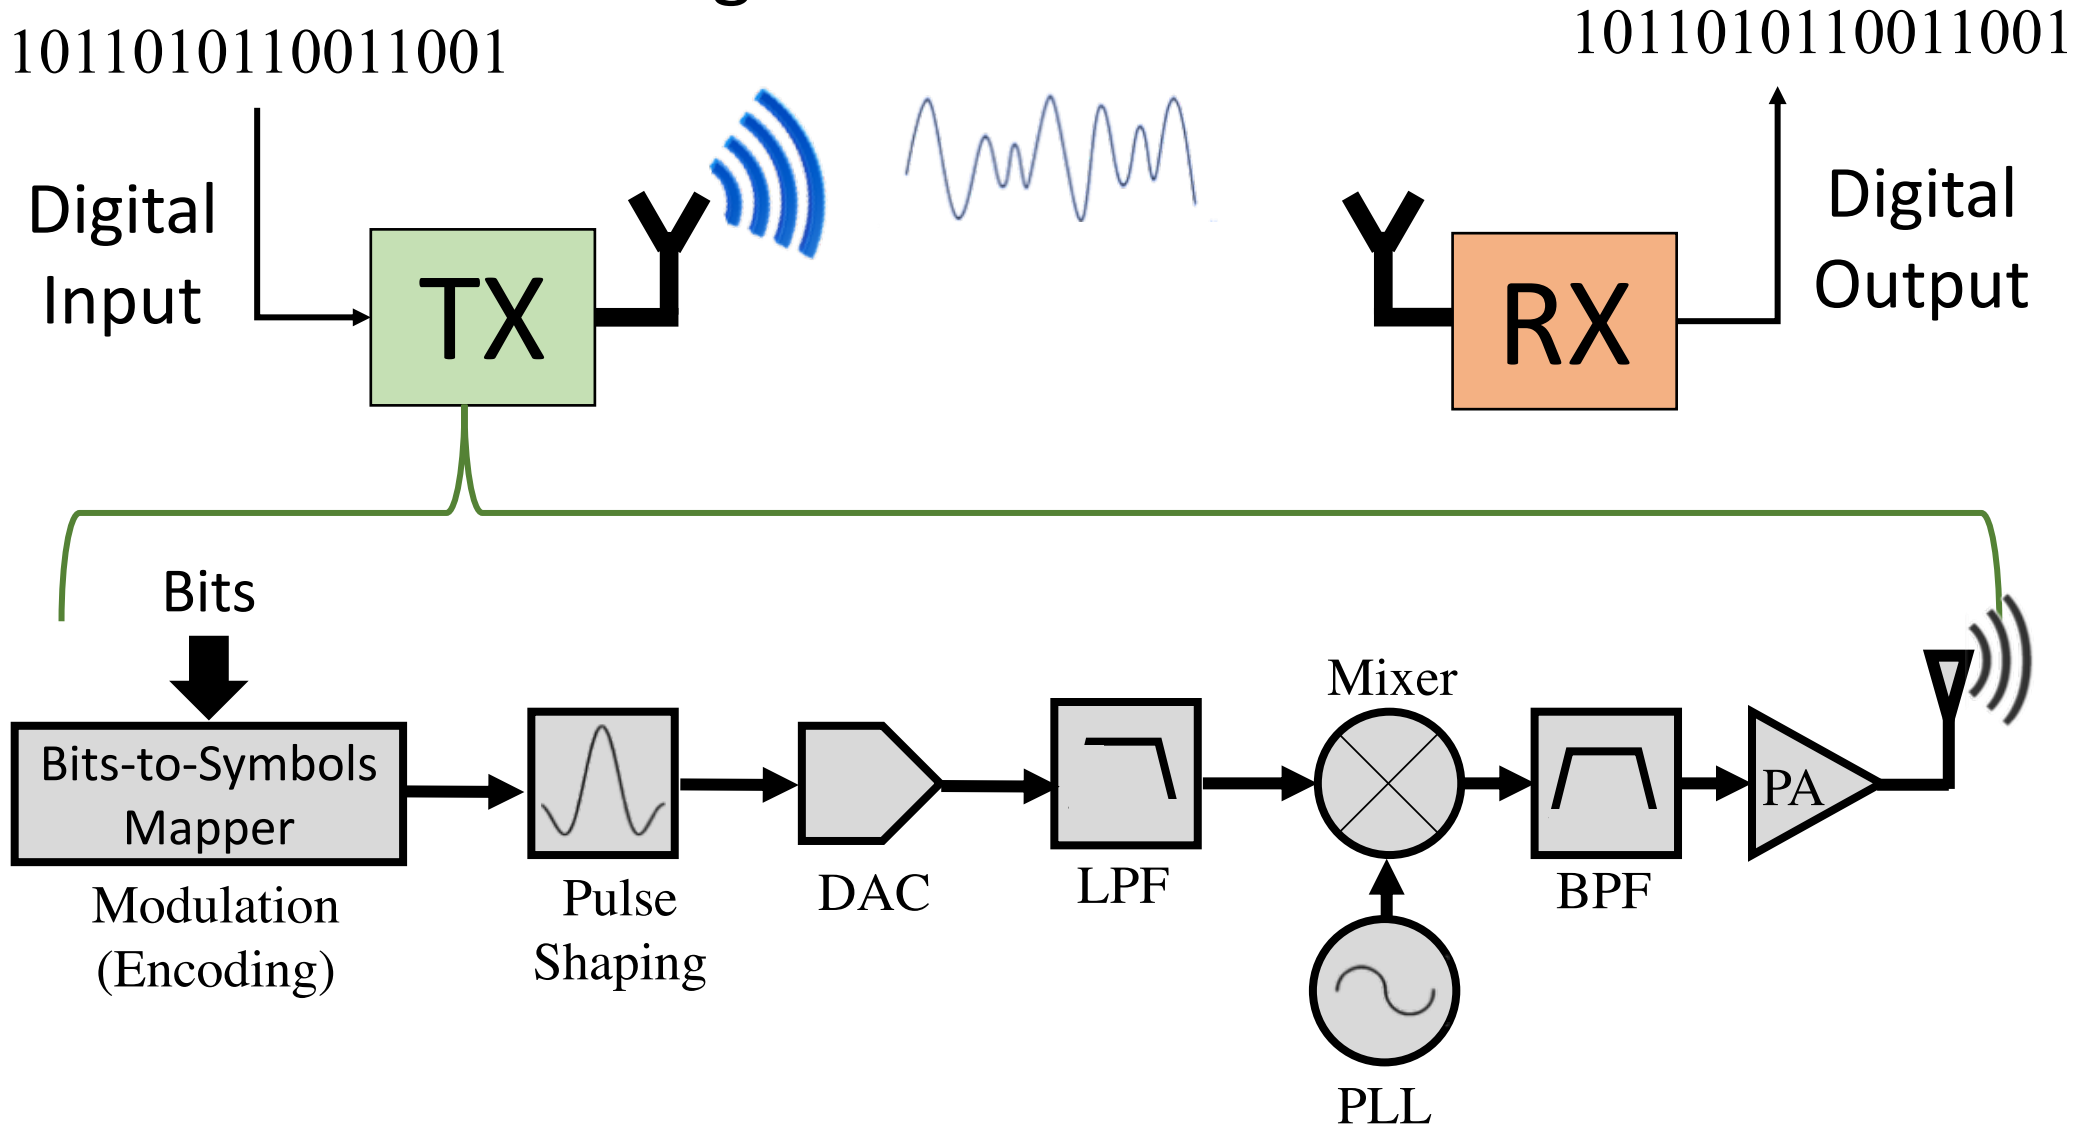 1011010110011001
1011010110011001
Digital
Input
TX
RX
Digital
Output
Bits
Bits-to-Symbols
Mapper
Modulation
(Encoding)
Pulse
Shaping
DAC
LPF
Mixer
PLL
BPF
PA